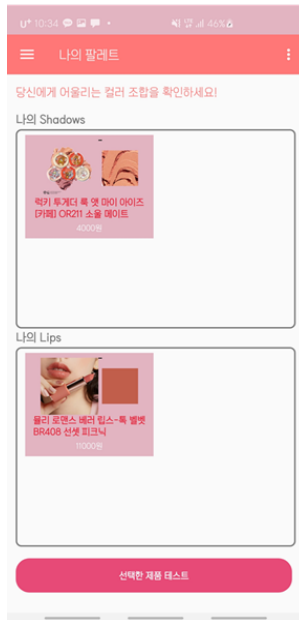 U+ 10:34
46%
나의 팔레트
당신에게 어울리는 컬러 조합을 확인하세요!
나의 Shadows
럭키 투게더 룩 앳 마이 아이즈
[카페] OR211 소울 메이트
4000원
나의 Lips
뮬리 로맨스 베러 립스-톡 벨벳
BR408 선셋 피크닉
11000원
선택한 제품 테스트